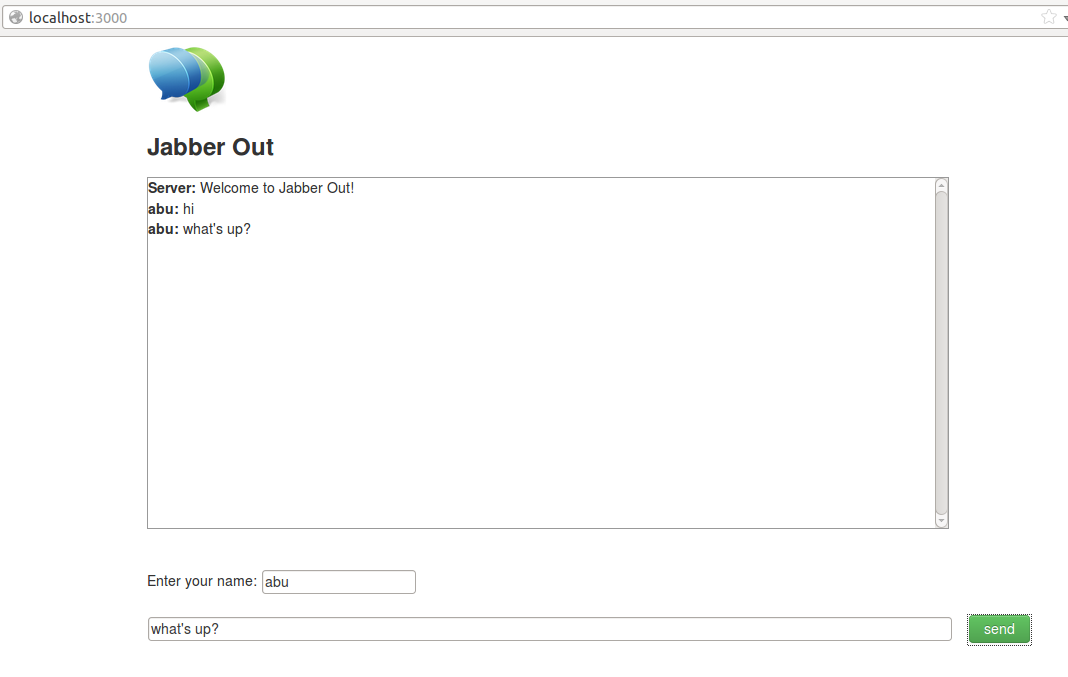 localhost:3000
Jabber Out
Server: Welcome to Jabber Out!
abu: hi
abu: what's up?
Enter your name: abu
what's up? send